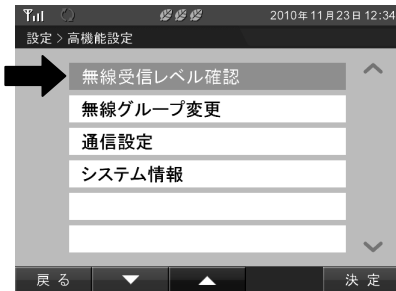 2010年11月23日 12:34
設定 > 高機能設定
無線受信レベル確認
無線グループ変更
通信設定
システム情報
戻る ▼ ▲ 決定